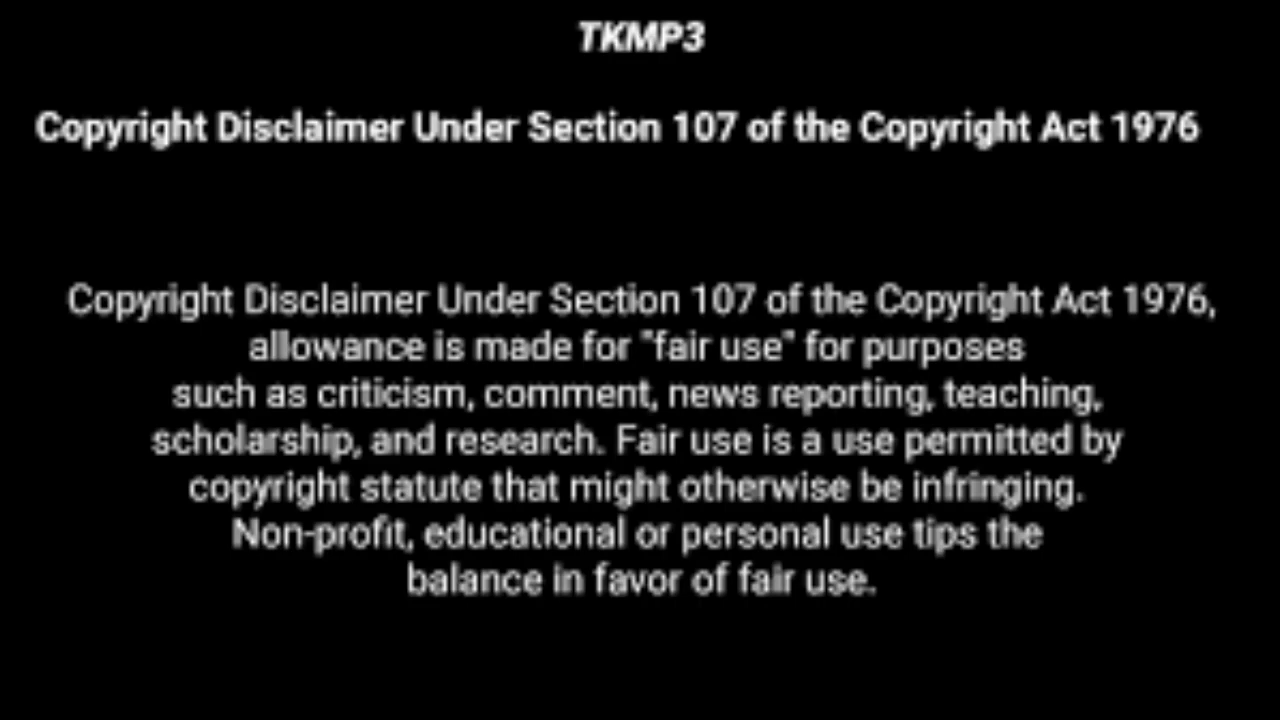 TKMP3
Copyright Disclaimer Under Section 107 of the Copyright Act 1976
Copyright Disclaimer Under Section 107 of the Copyright Act 1976,
allowance is made for "fair use" for purposes
such as criticism, comment, news reporting, teaching,
scholarship, and research. Fair use is a use permitted by
copyright statute that might otherwise be infringing.
Non-profit, educational or personal use tips the
balance in favor of fair use.